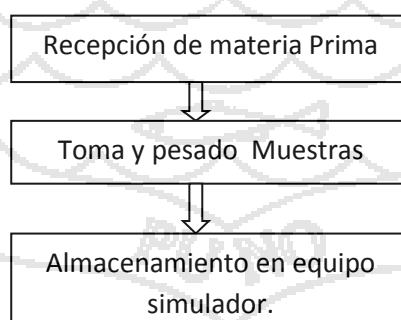 Recepción de materia Prima
Toma y pesado  Muestras
Almacenamiento en equipo
simulador.